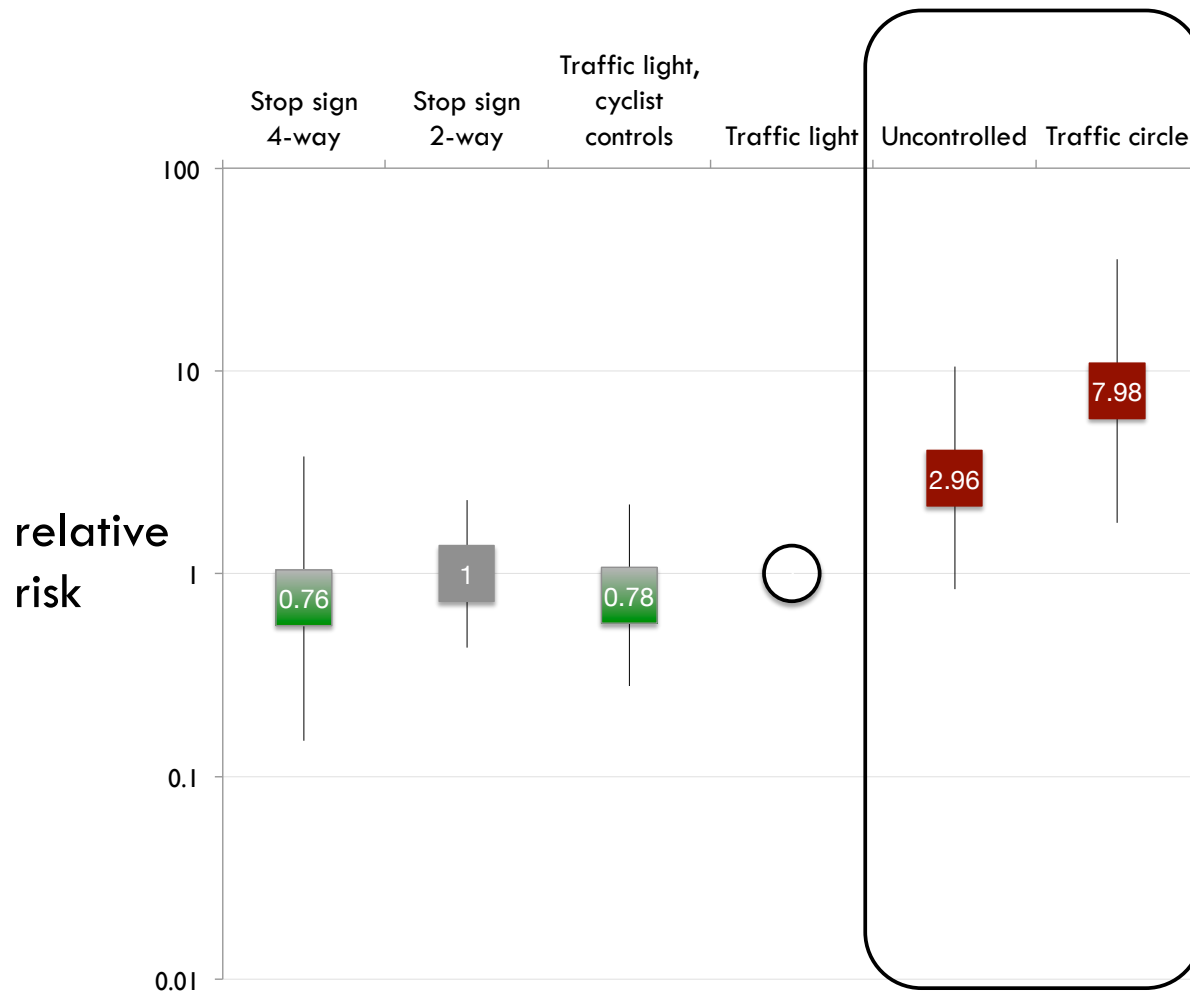 Stop sign
4-way
Stop sign
2-way
Traffic light,
cyclist
controls
Traffic light
Uncontrolled
Traffic circle
100
10
1
0.1
0.01
relative
risk
0.76
1
0.78
2.96
7.98